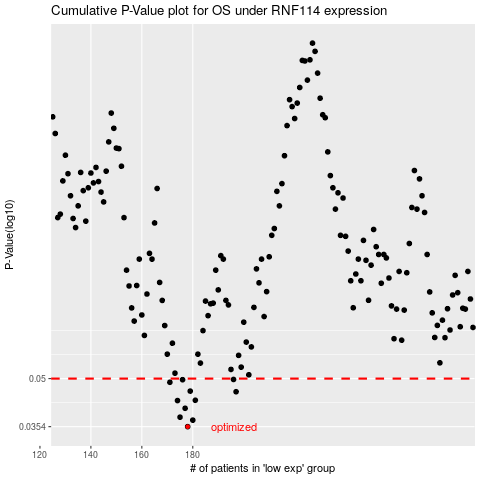 Cumulative P-Value plot for OS under RNF114 expression
P-Value(log10)
0.05
0.0354
optimized
120 140 160 180
# of patients in 'low exp' group